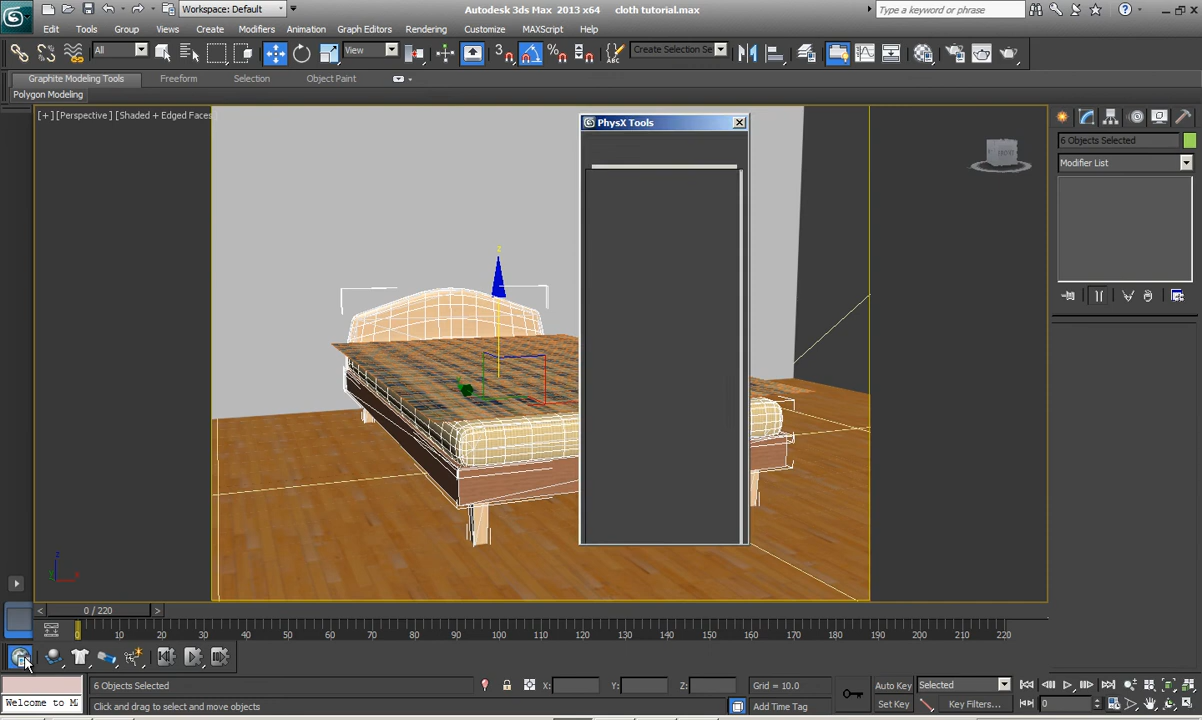 Workspace: Default
Autodesk 3ds Max 2013 x64    cloth tutorial.max
Type a keyword or phrase
Edit Tools Group Views Create Modifiers Animation Graph Editors Rendering Customize MAXScript Help
All View Create Selection Se
Graphite Modeling Tools Freeform Selection Object Paint
Polygon Modeling
[+] [Perspective] [Shaded + Edged Faces]
PhysX Tools
6 Objects Selected
Modifier List
z
0 / 220
0 10 20 30 40 50 60 70 80 90 100 110 120 130 140 150 160 170 180 190 200 210 220
6 Objects Selected X: Y: Z: Grid = 10.0 Auto Key Selected
Welcome to M
Click and drag to select and move objects Add Time Tag Set Key Key Filters... 0